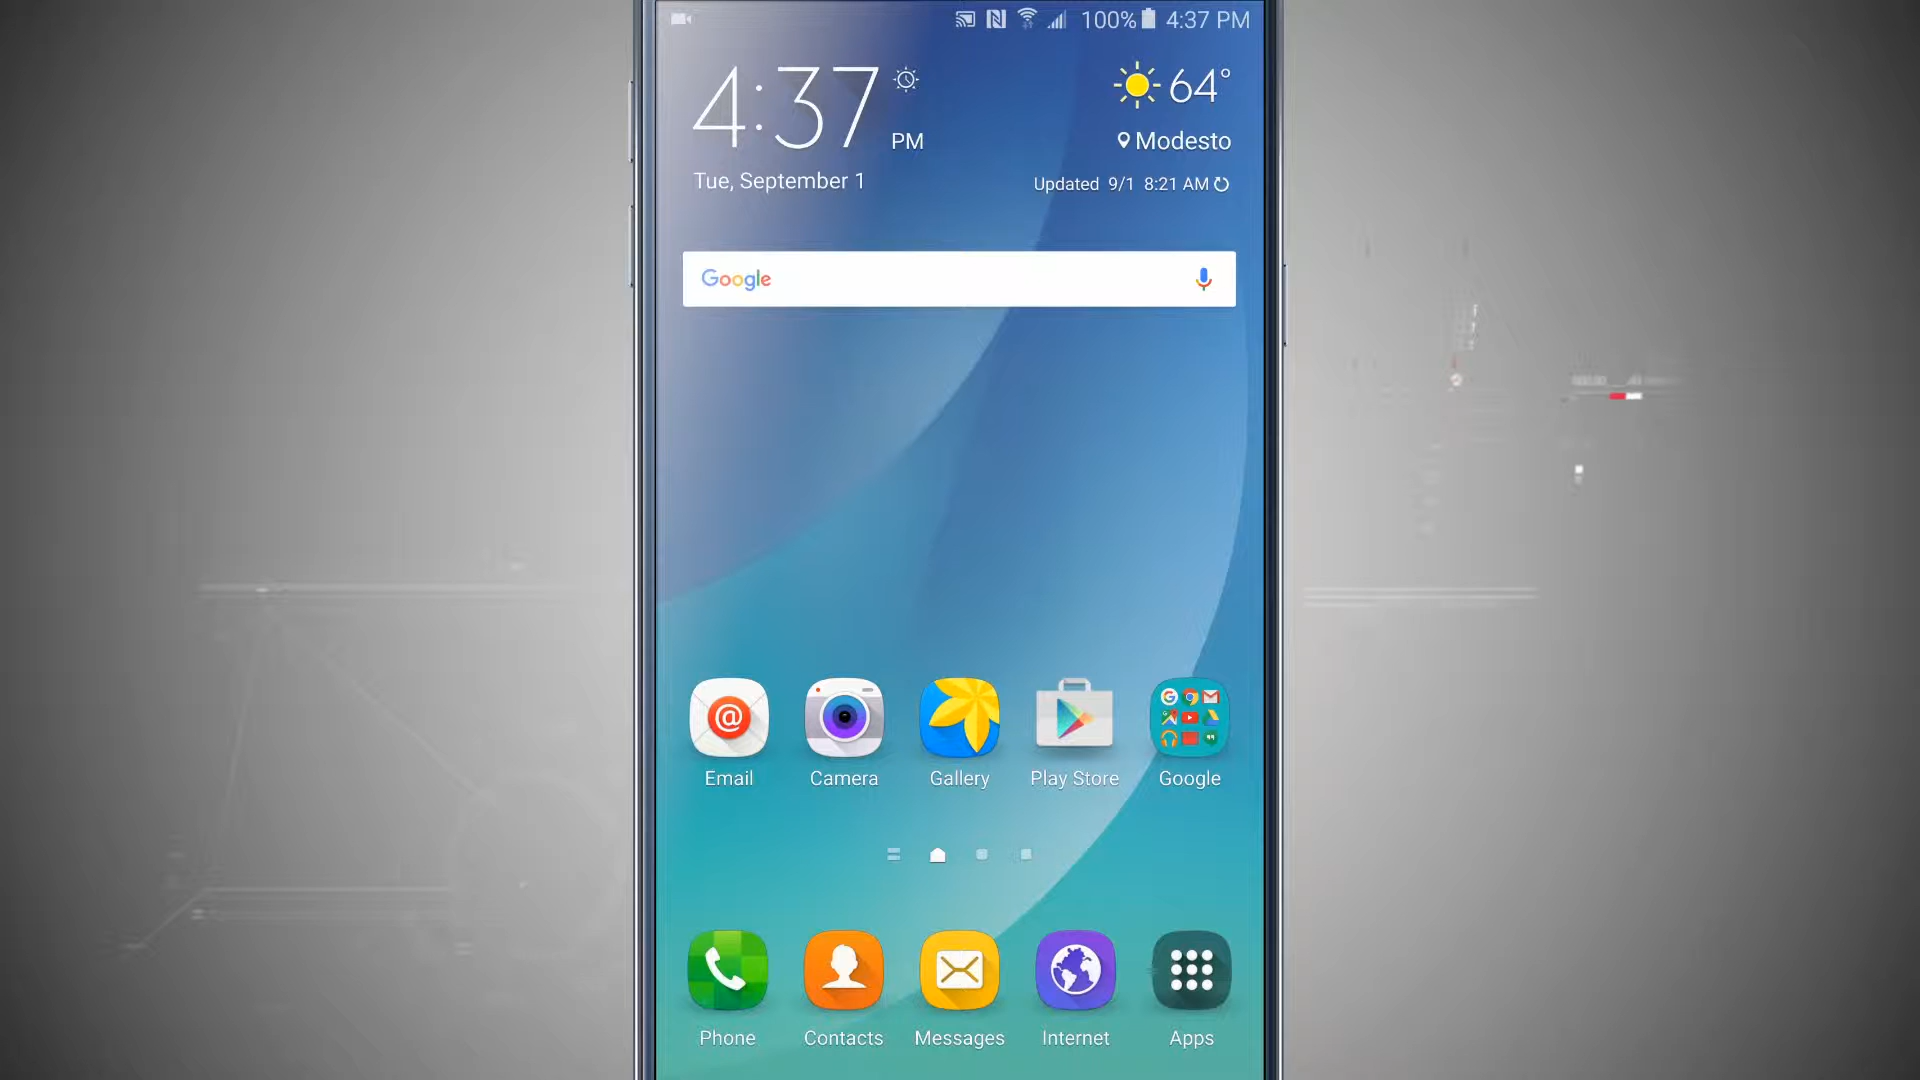 100% 4:37 PM
4:37 PM
64°
Modesto
Tue, September 1
Updated 9/1 8:21 AM
Google
Email
Camera
Gallery
Play Store
Google
Phone
Contacts
Messages
Internet
Apps